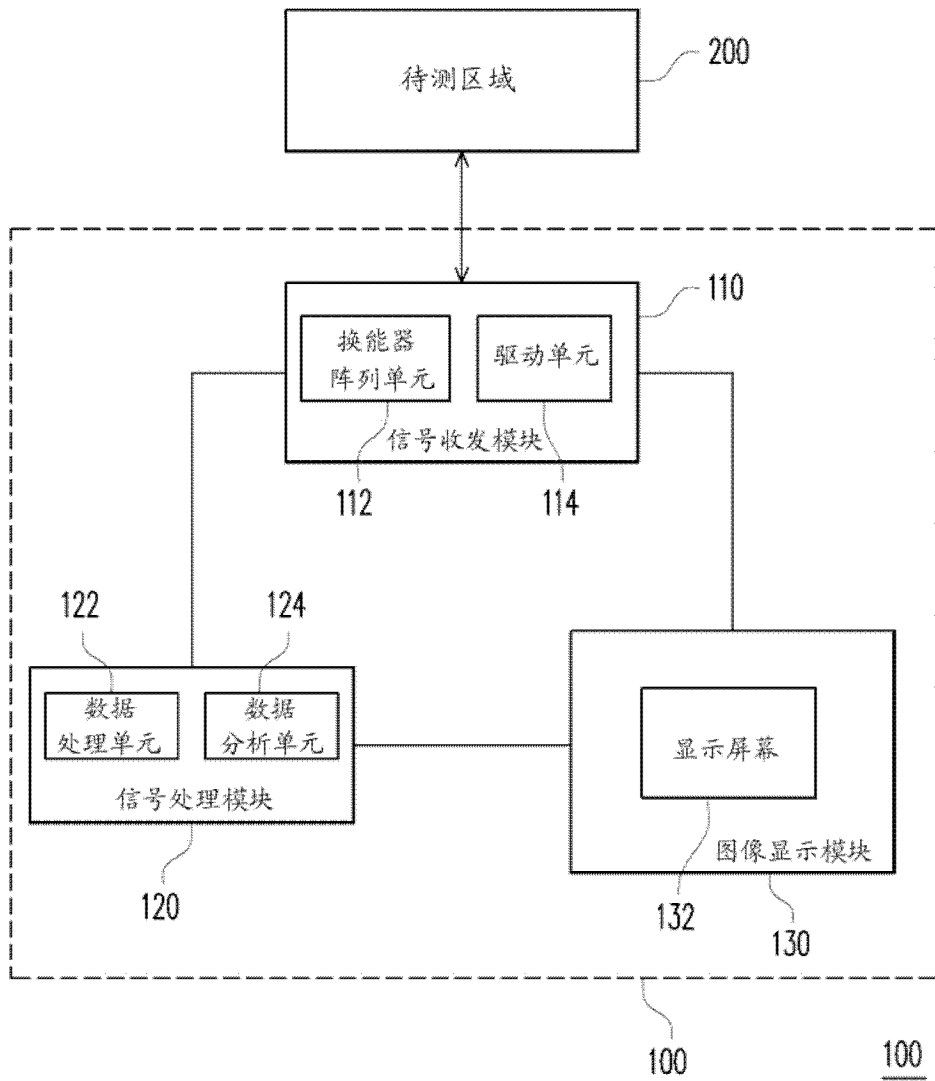 待测区域
200
110
换能器
阵列单元
驱动单元
信号收发模块
112
114
122
124
数据
处理单元
数据
分析单元
信号处理模块
120
显示屏幕
图像显示模块
132
130
100
100